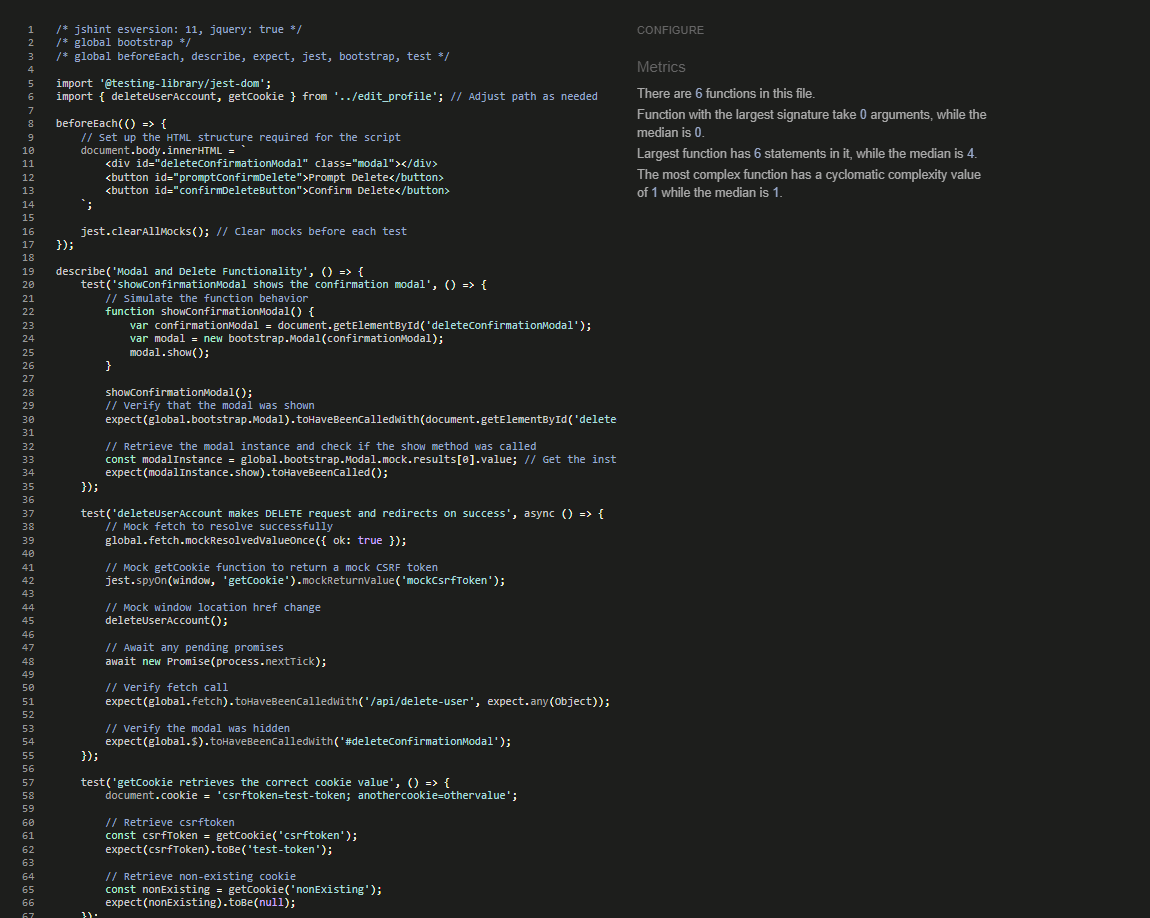 1 /* jshint esversion: 11, jquery: true */
2 /* global bootstrap */
3 /* global beforeEach, describe, expect, jest, bootstrap, test */
4
5 import '@testing-library/jest-dom';
6 import { deleteUserAccount, getCookie } from '../edit_profile'; // Adjust path as needed
7
8 beforeEach(() => {
9     // Set up the HTML structure required for the script
10     document.body.innerHTML = `
11         <div id="deleteConfirmationModal" class="modal"></div>
12         <button id="promptConfirmDelete">Prompt Delete</button>
13         <button id="confirmDeleteButton">Confirm Delete</button>
14     `;
15
16     jest.clearAllMocks(); // Clear mocks before each test
17 });
18
19 describe('Modal and Delete Functionality', () => {
20     test('showConfirmationModal shows the confirmation modal', () => {
21         // Simulate the function behavior
22         function showConfirmationModal() {
23             var confirmationModal = document.getElementById('deleteConfirmationModal');
24             var modal = new bootstrap.Modal(confirmationModal);
25             modal.show();
26         }
27
28         showConfirmationModal();
29         // Verify that the modal was shown
30         expect(global.bootstrap.Modal).toHaveBeenCalledWith(document.getElementById('delete
31
32         // Retrieve the modal instance and check if the show method was called
33         const modalInstance = global.bootstrap.Modal.mock.results[0].value; // Get the inst
34         expect(modalInstance.show).toHaveBeenCalled();
35     });
36
37     test('deleteUserAccount makes DELETE request and redirects on success', async () => {
38         // Mock fetch to resolve successfully
39         global.fetch.mockResolvedValueOnce({ ok: true });
40
41         // Mock getCookie function to return a mock CSRF token
42         jest.spyOn(window, 'getCookie').mockReturnValue('mockCsrfToken');
43
44         // Mock window location href change
45         deleteUserAccount();
46
47         // Await any pending promises
48         await new Promise(process.nextTick);
49
50         // Verify fetch call
51         expect(global.fetch).toHaveBeenCalledWith('/api/delete-user', expect.any(Object));
52
53         // Verify the modal was hidden
54         expect(global.$).toHaveBeenCalledWith('#deleteConfirmationModal');
55     });
56
57     test('getCookie retrieves the correct cookie value', () => {
58         document.cookie = 'csrftoken=test-token; anothercookie=othervalue';
59
60         // Retrieve csrftoken
61         const csrfToken = getCookie('csrftoken');
62         expect(csrfToken).toBe('test-token');
63
64         // Retrieve non-existing cookie
65         const nonExisting = getCookie('nonExisting');
66         expect(nonExisting).toBe(null);
67     });
CONFIGURE
Metrics
There are 6 functions in this file.
Function with the largest signature take 0 arguments, while the
median is 0.
Largest function has 6 statements in it, while the median is 4.
The most complex function has a cyclomatic complexity value
of 1 while the median is 1.